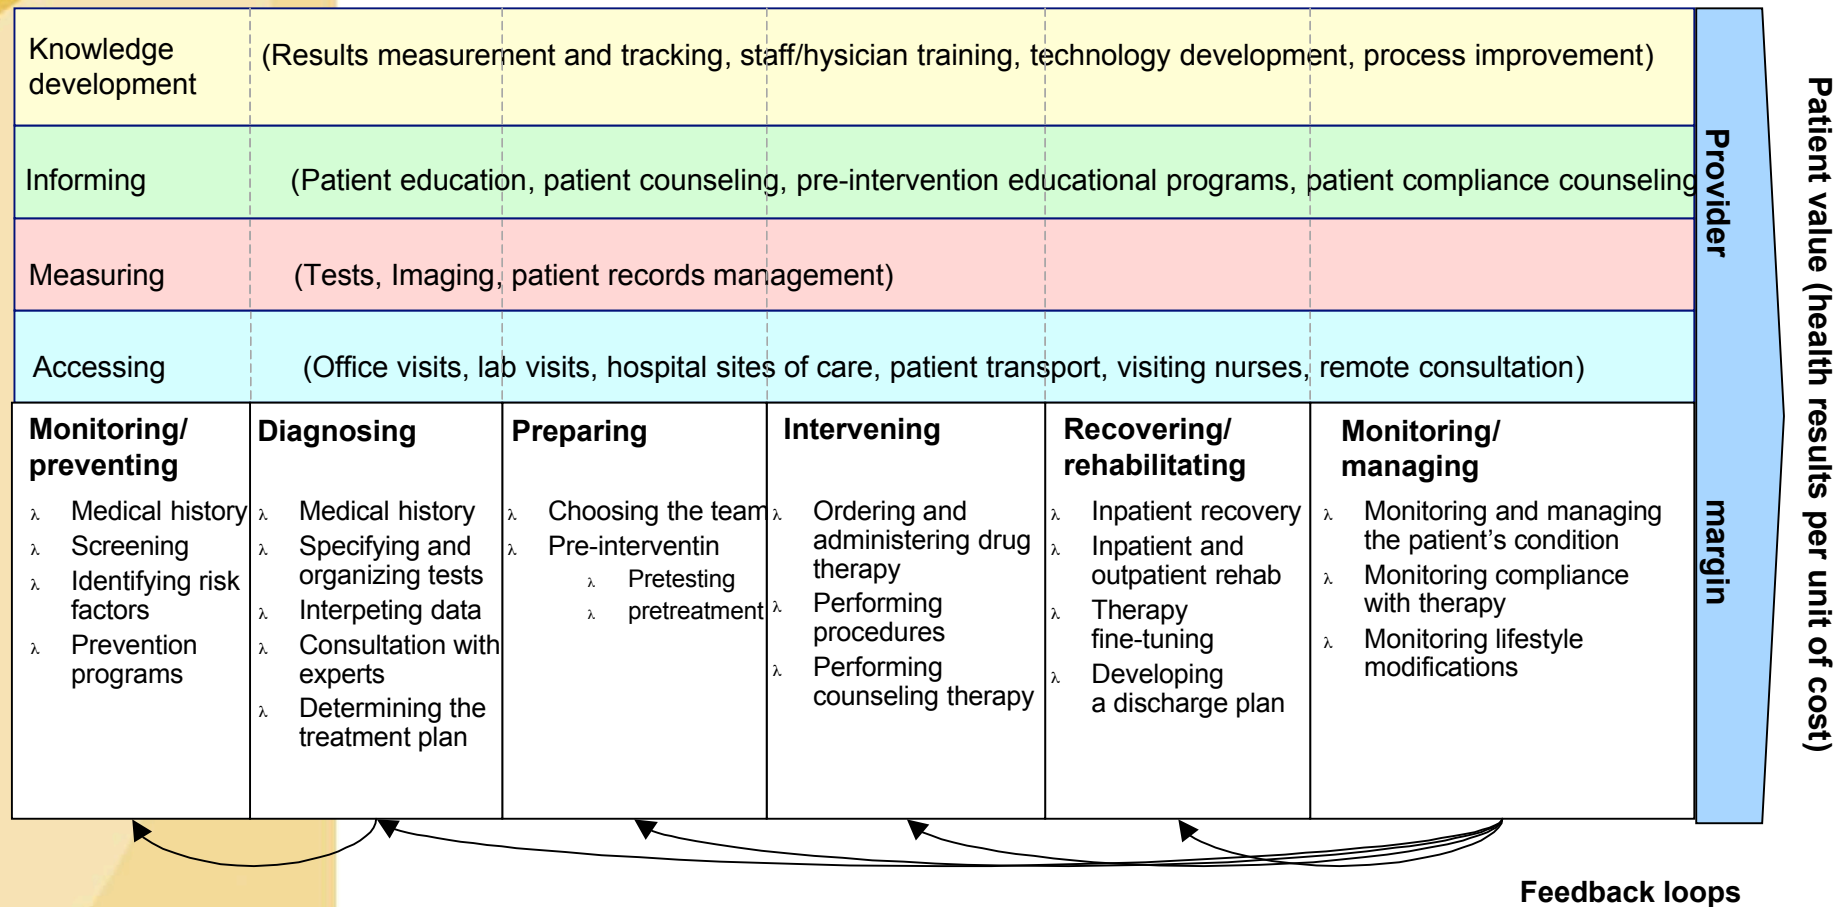 Knowledge
development
(Results measurement and tracking, staff/hysician training, technology development, process improvement)
Informing
(Patient education, patient counseling, pre-intervention educational programs, patient compliance counseling
Measuring
(Tests, Imaging, patient records management)
Accessing
(Office visits, lab visits, hospital sites of care, patient transport, visiting nurses, remote consultation)
Monitoring/
preventing
λ Medical history
λ Screening
λ Identifying risk
factors
λ Prevention
programs
Diagnosing
λ Medical history
λ Specifying and
organizing tests
λ Interpeting data
λ Consultation with
experts
λ Determining the
treatment plan
Preparing
λ Choosing the team
λ Pre-interventin
λ Pretesting
λ pretreatment
Intervening
λ Ordering and
administering drug
therapy
λ Performing
procedures
λ Performing
counseling therapy
Recovering/
rehabilitating
λ Inpatient recovery
λ Inpatient and
outpatient rehab
λ Therapy
fine-tuning
λ Developing
a discharge plan
Monitoring/
managing
λ Monitoring and managing
the patient’s condition
λ Monitoring compliance
with therapy
λ Monitoring lifestyle
modifications
Provider margin
Patient value (health results per unit of cost)
Feedback loops